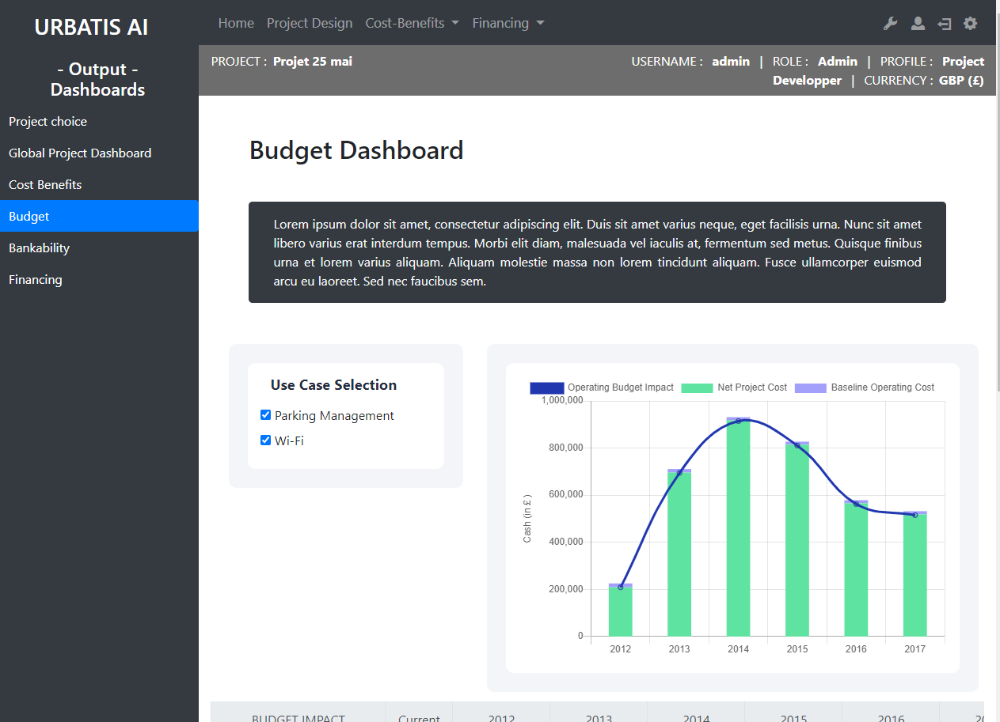 URBATIS AI
Home Project Design Cost-Benefits Financing
- Output -
Dashboards
Project choice
Global Project Dashboard
Cost Benefits
Budget
Bankability
Financing
PROJECT : Projet 25 mai
USERNAME : admin | ROLE : Admin | PROFILE : Project
Developper | CURRENCY : GBP (£)
Budget Dashboard
Lorem ipsum dolor sit amet, consectetur adipiscing elit. Duis sit amet varius neque, eget facilisis urna. Nunc sit amet
libero varius erat interdum tempus. Morbi elit diam, malesuada vel iaculis at, fermentum sed metus. Quisque finibus
urna et lorem varius aliquam. Aliquam molestie massa non lorem tincidunt aliquam. Fusce ullamcorper euismod
arcu eu laoreet. Sed nec faucibus sem.
Use Case Selection
Parking Management
Wi-Fi
Operating Budget Impact Net Project Cost Baseline Operating Cost
1,000,000
800,000
600,000
400,000
200,000
0
Cash (in £ )
2012 2013 2014 2015 2016 2017
BUDGET IMPACT Current 2012 2013 2014 2015 2016